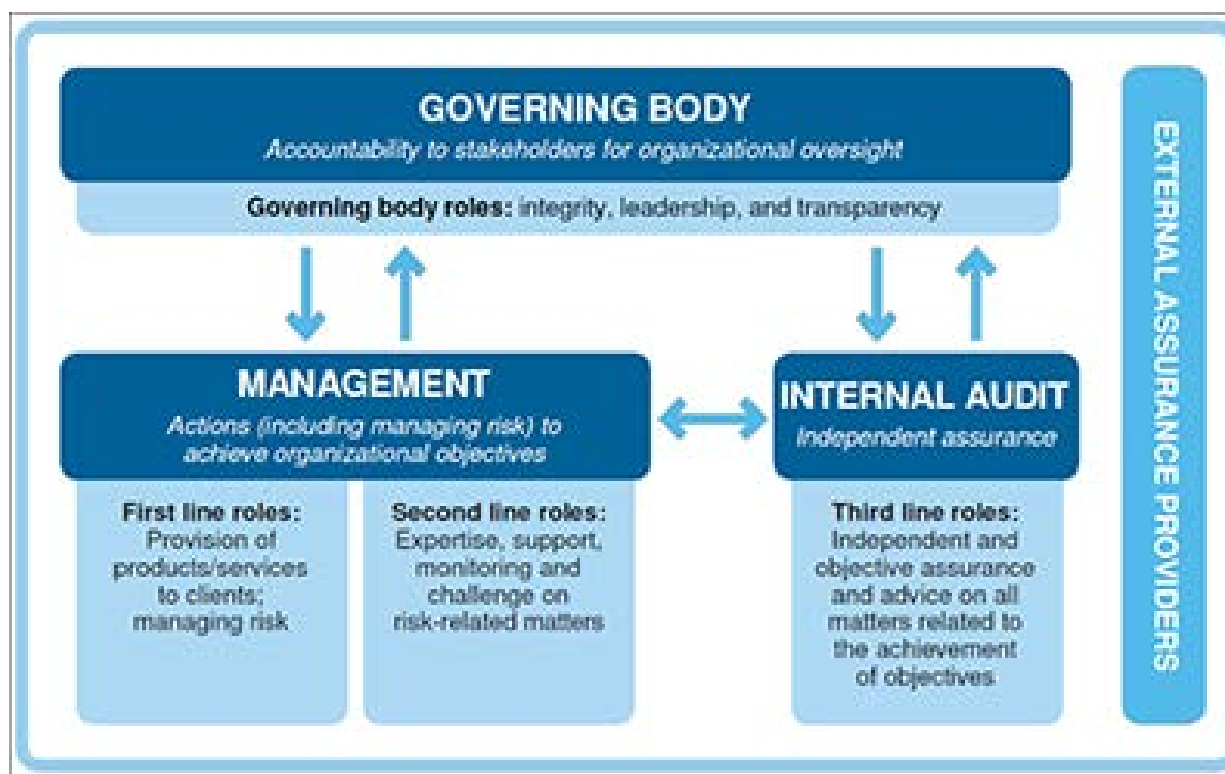 GOVERNING BODY
Accountability to stakeholders for organizational oversight
Governing body roles: integrity, leadership, and transparency
MANAGEMENT
Actions (including managing risk) to
achieve organizational objectives
INTERNAL AUDIT
Independent assurance
First line roles:
Provision of
products/services
to clients;
managing risk
Second line roles:
Expertise, support,
monitoring and
challenge on
risk-related matters
Third line roles:
Independent and
objective assurance
and advice on all
matters related to
the achievement
of objectives
EXTERNAL ASSURANCE PROVIDERS